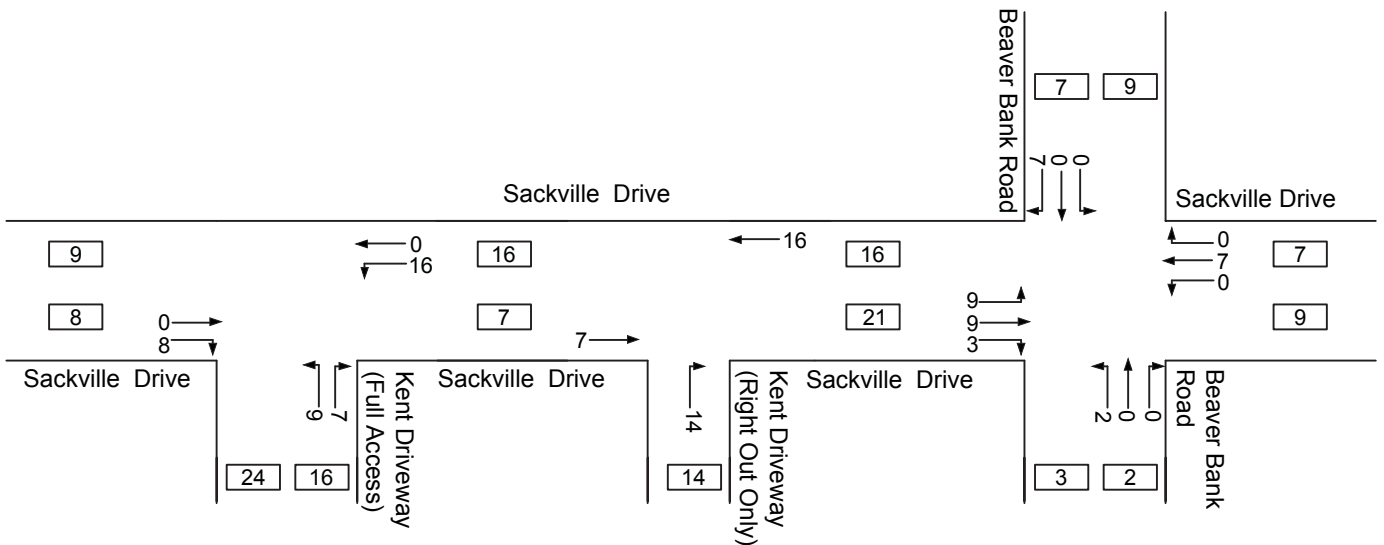 Beaver Bank Road
7 9
7 0 0
Sackville Drive
Sackville Drive
9
0
16
16
16
16
0
7
0
7
8
0
8
7
7
21
9
9
3
9
Sackville Drive
Sackville Drive
Sackville Drive
9 7
Kent Driveway
(Full Access)
14
Kent Driveway
(Right Out Only)
2 0 0
Beaver Bank
Road
24 16
14
3 2